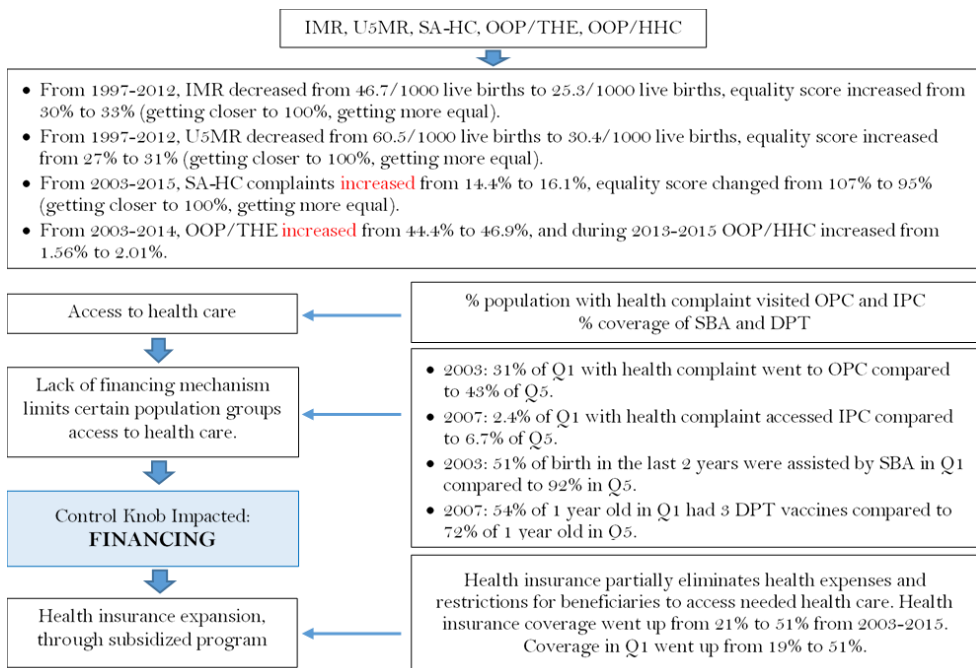 IMR, U5MR, SA-HC, OOP/THE, OOP/HHC
• From 1997-2012, IMR decreased from 46.7/1000 live births to 25.3/1000 live births, equality score increased from
30% to 33% (getting closer to 100%, getting more equal).
• From 1997-2012, U5MR decreased from 60.5/1000 live births to 30.4/1000 live births, equality score increased
from 27% to 31% (getting closer to 100%, getting more equal).
• From 2003-2015, SA-HC complaints increased from 14.4% to 16.1%, equality score changed from 107% to 95%
(getting closer to 100%, getting more equal).
• From 2003-2014, OOP/THE increased from 44.4% to 46.9%, and during 2013-2015 OOP/HHC increased from
1.56% to 2.01%.
Access to health care
% population with health complaint visited OPC and IPC
% coverage of SBA and DPT
Lack of financing mechanism
limits certain population groups
access to health care.
• 2003: 31% of Q1 with health complaint went to OPC compared
to 43% of Q5.
• 2007: 2.4% of Q1 with health complaint accessed IPC compared
to 6.7% of Q5.
• 2003: 51% of birth in the last 2 years were assisted by SBA in Q1
compared to 92% in Q5.
• 2007: 54% of 1 year old in Q1 had 3 DPT vaccines compared to
72% of 1 year old in Q5.
Control Knob Impacted:
FINANCING
Health insurance expansion,
through subsidized program
Health insurance partially eliminates health expenses and
restrictions for beneficiaries to access needed health care. Health
insurance coverage went up from 21% to 51% from 2003-2015.
Coverage in Q1 went up from 19% to 51%.